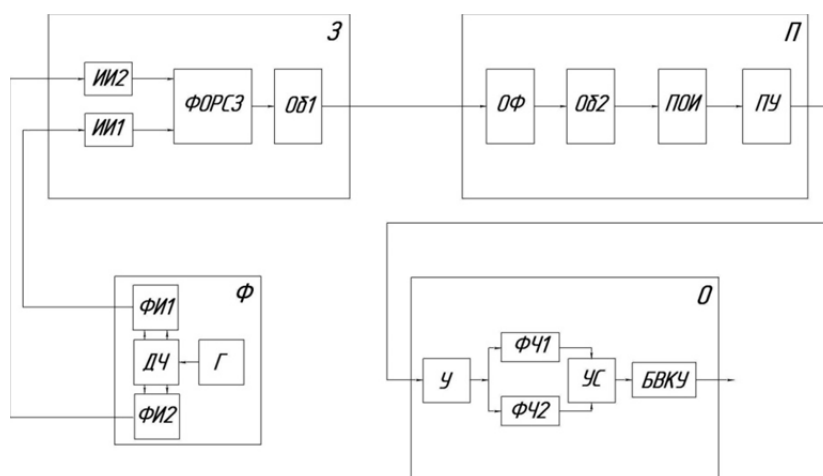 З
ИИ2
ФОРСЗ
Об1
ИИ1
П
ОФ
Об2
ПОИ
ПУ
Ф
ФИ1
ДЧ
Г
ФИ2
О
У
ФЧ1
ФЧ2
УС
БВКУ